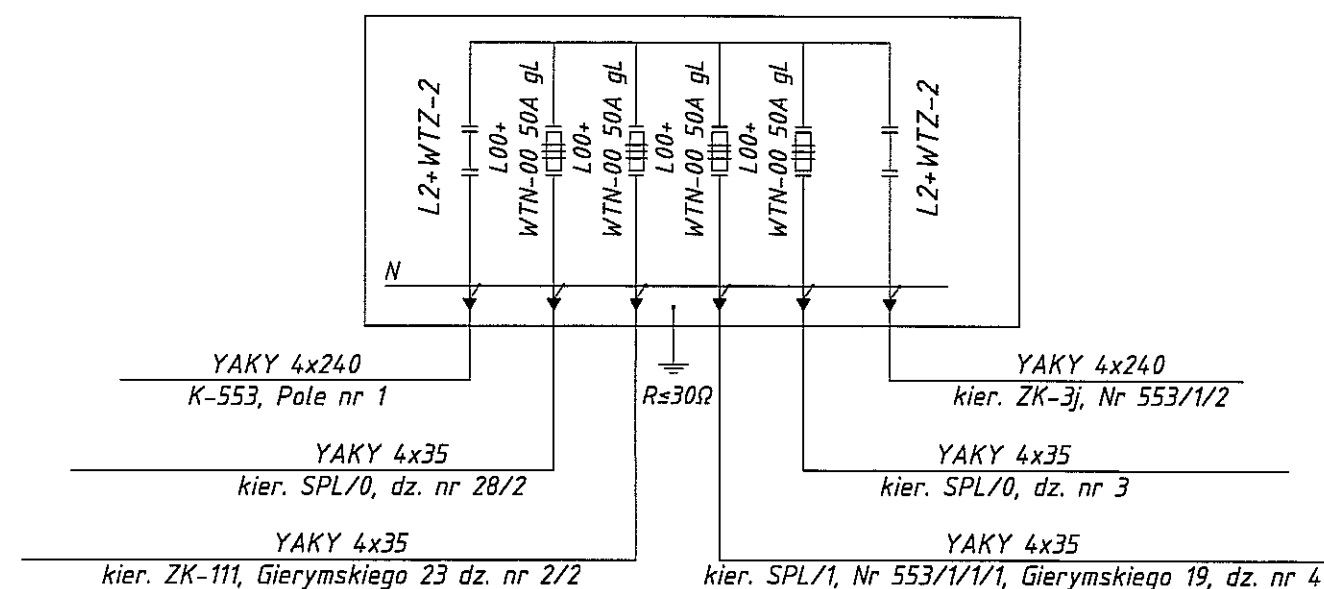 L2+WTZ-2
L00+
WTN-00 50A gL
L00+
WTN-00 50A gL
L00+
WTN-00 50A gL
L00+
WTN-00 50A gL
L2+WTZ-2
N
R≤30Ω
YAKY 4x240
K-553, Pole nr 1
YAKY 4x240
kier. ZK-3j, Nr 553/1/2
YAKY 4x35
kier. SPL/0, dz. nr 28/2
YAKY 4x35
kier. SPL/0, dz. nr 3
YAKY 4x35
kier. ZK-111, Gierymskiego 23 dz. nr 2/2
YAKY 4x35
kier. SPL/1, Nr 553/1/1/1, Gierymskiego 19, dz. nr 4